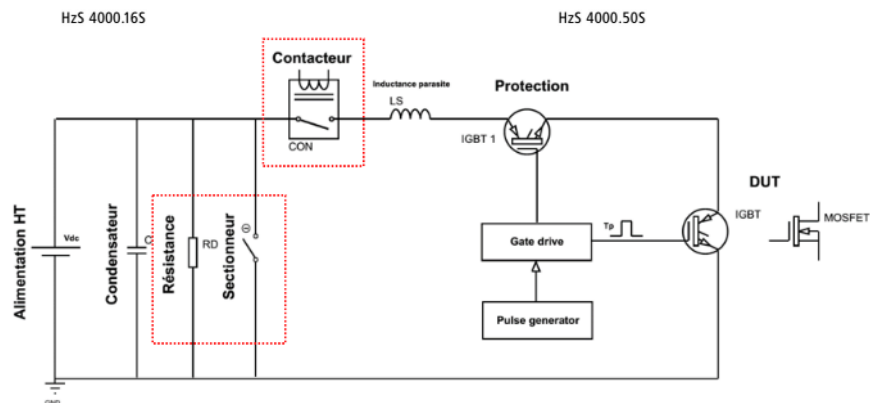 HzS 4000.16S
HzS 4000.50S
Contacteur
Inductance parasite
LS
Protection
CON
IGBT 1
DUT
IGBT
MOSFET
Alimentation HT
Vdc
Condensateur
C
Résistance
RD
Sectionneur
Gate drive
Tp
Pulse generator
GND